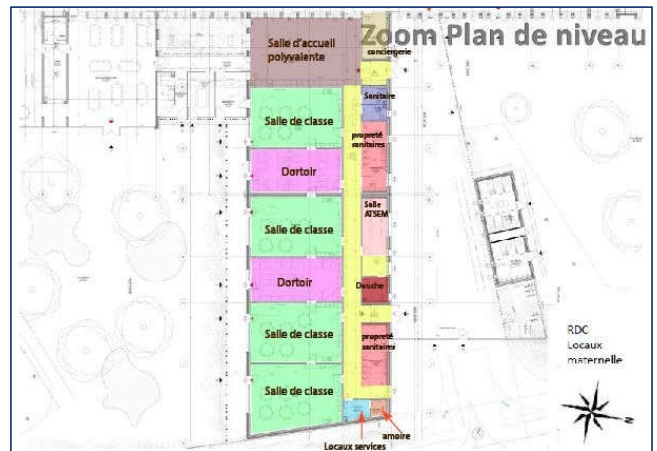 Zoom Plan de niveau
Salle d'accueil
polyvalente
conciergerie
Sanitaire
Salle de classe
propreté
sanitaires
Dortoir
Salle
ATSEM
Salle de classe
Dortoir
Douche
Salle de classe
propreté
sanitaires
Salle de classe
amoire
Locaux services
RDC
Locaux
maternelle